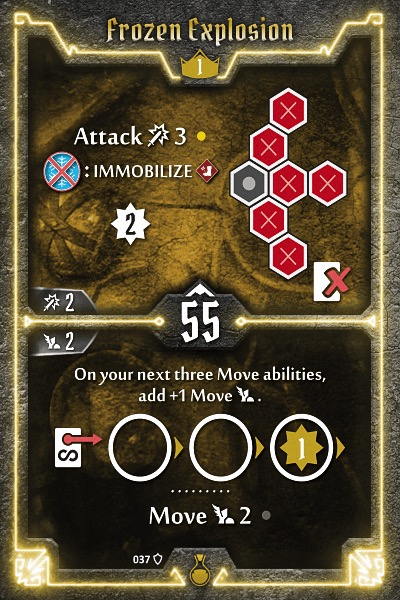 Frozen Explosion
1
Attack 3
: IMMOBILIZE
2
2
55
2
On your next three Move abilities,
add +1 Move .
1
Move 2
037